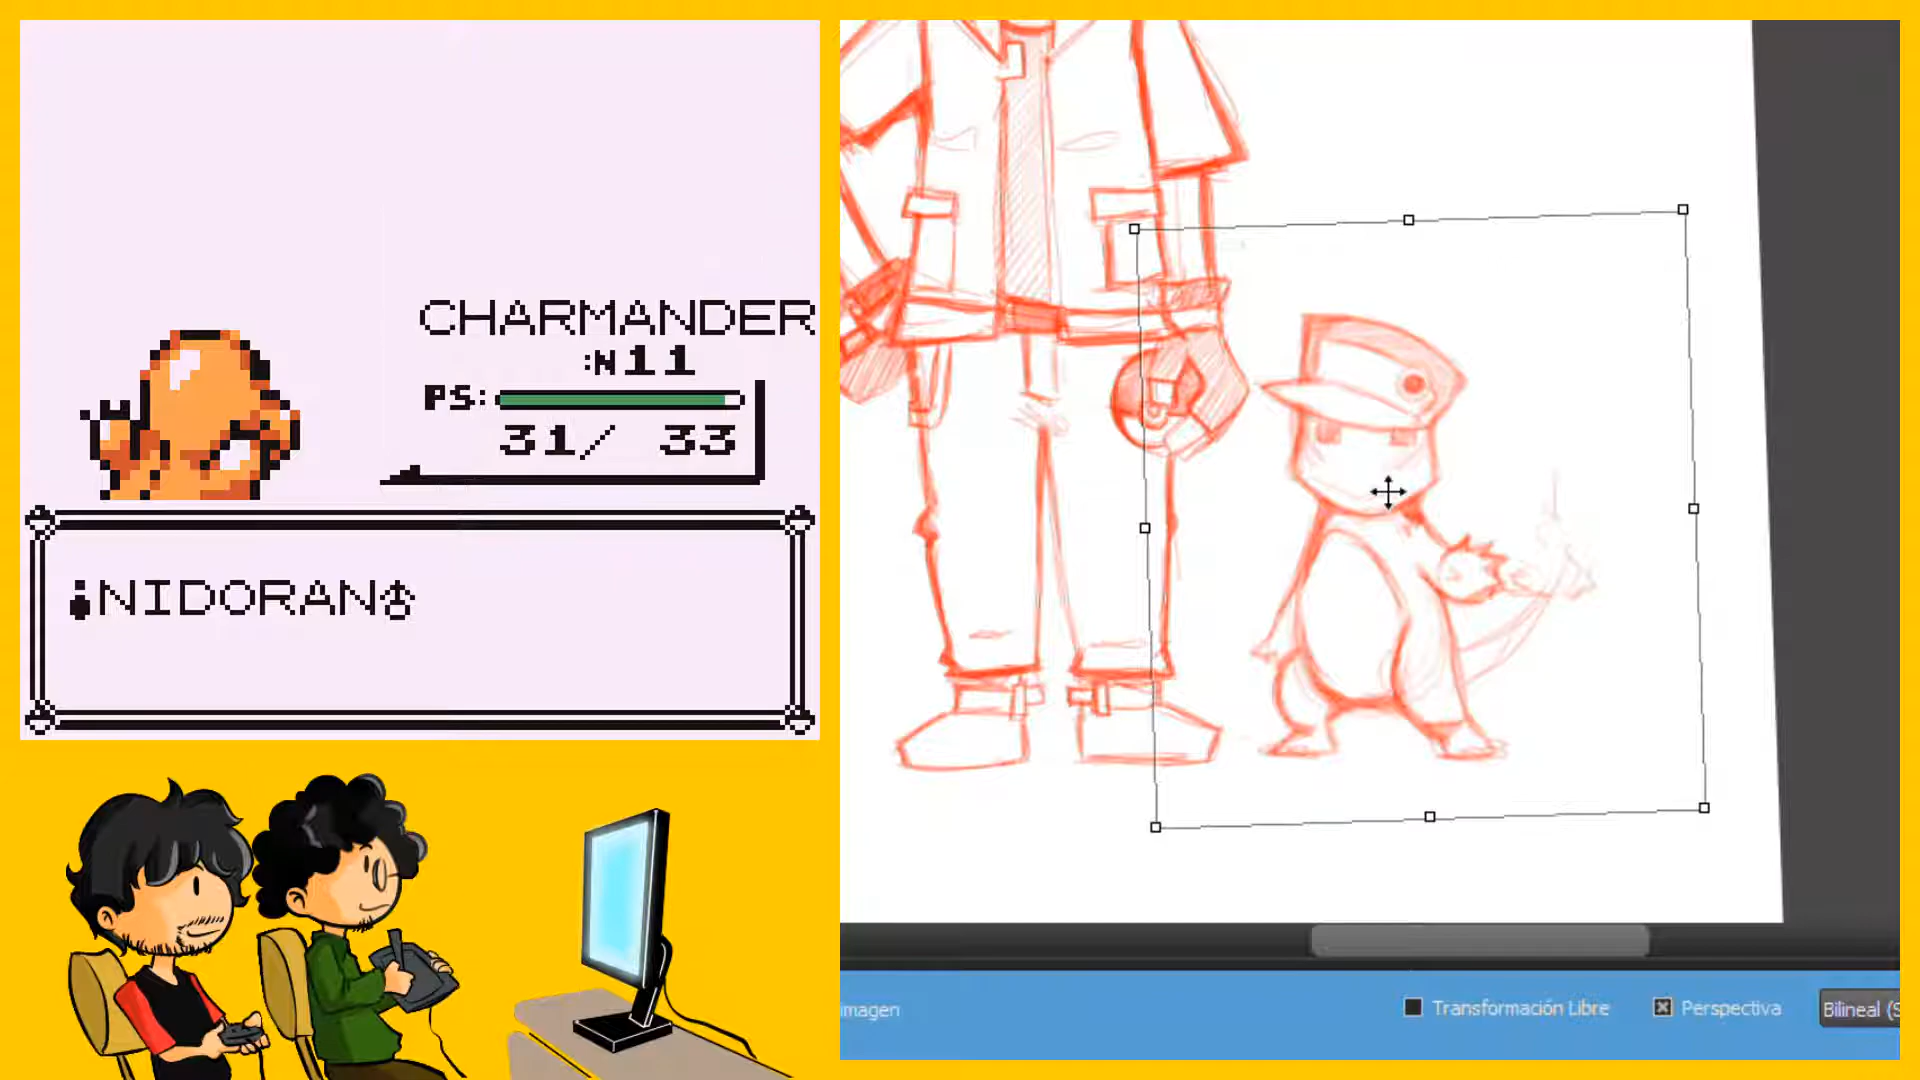 CHARMANDER
:N11
PS:
31/ 33
¡NIDORAN♂
imagen
Transformación Libre
Perspectiva
Bilineal (S